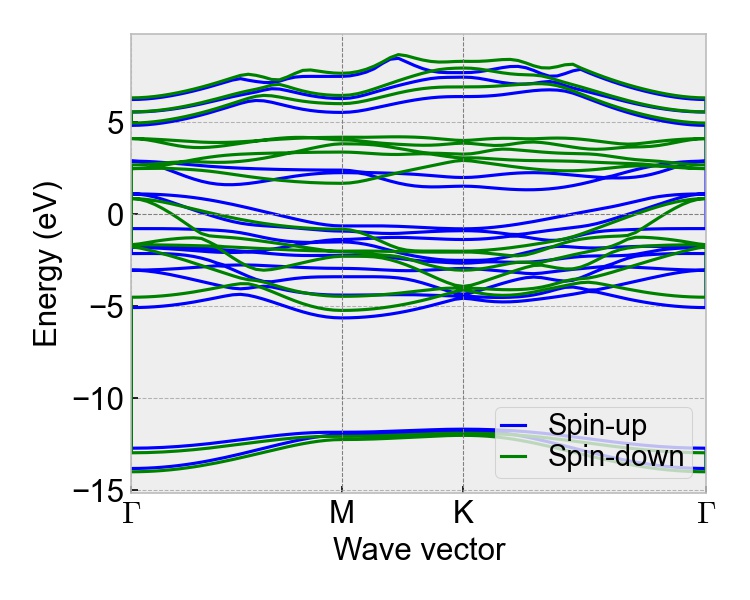 Energy (eV)
5
0
−5
−10
−15
Spin-up
Spin-down
Γ M K Γ
Wave vector